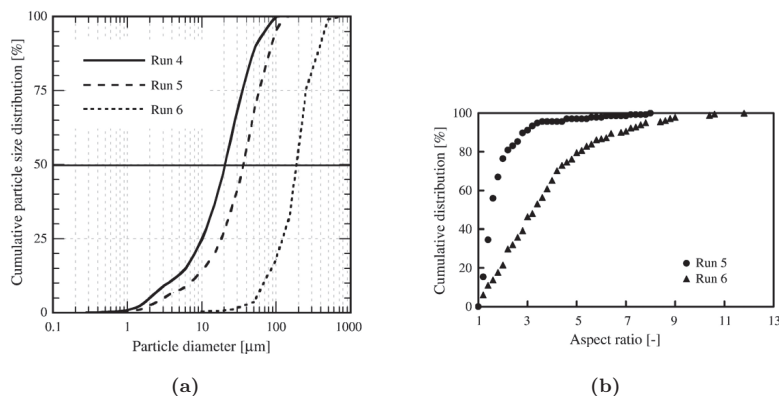 100
75
50
25
0
Cumulative particle size distribution [%]
Run 4
Run 5
Run 6
0.1 1 10 100 1000
Particle diameter [μm]
(a)
100
80
60
40
20
0
Cumulative distribution [%]
Run 5
Run 6
1 3 5 7 9 11 13
Aspect ratio [-]
(b)